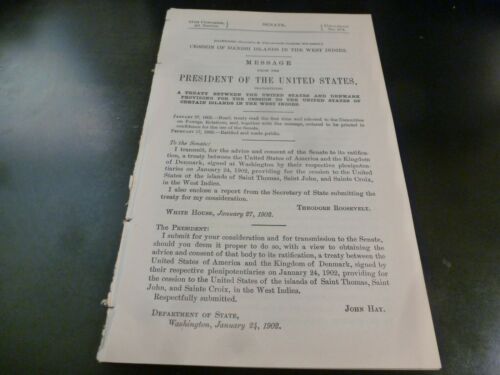 57th Congress, SENATE. Document
1st Session.
CESSION OF DANISH ISLANDS IN THE WEST INDIES.
MESSAGE
FROM THE
PRESIDENT OF THE UNITED STATES,
TRANSMITTING
A TREATY BETWEEN THE UNITED STATES AND DENMARK
PROVIDING FOR THE CESSION TO THE UNITED STATES OF
CERTAIN ISLANDS IN THE WEST INDIES.
January 27, 1902.—Read; treaty read the first time and referred to the Committee
on Foreign Relations, and, together with the message, ordered to be printed in
confidence for the use of the Senate.
February 17, 1902.—Ratified and made public.
To the Senate:
I transmit, for the advice and consent of the Senate to its ratifica-
tion, a treaty between the United States of America and the Kingdom
of Denmark, signed at Washington by their respective plenipoten-
tiaries on January 24, 1902, providing for the cession to the United
States of the islands of Saint Thomas, Saint John, and Sainte Croix,
in the West Indies.
I also enclose a report from the Secretary of State submitting the
treaty for my consideration.
Theodore Roosevelt.
White House, January 27, 1902.
The President:
I submit for your consideration and for transmission to the Senate,
should you deem it proper to do so, with a view to obtaining the
advice and consent of that body to its ratification, a treaty between the
United States of America and the Kingdom of Denmark, signed by
their respective plenipotentiaries on January 24, 1902, providing for
the cession to the United States of the islands of Saint Thomas, Saint
John, and Sainte Croix, in the West Indies.
Respectfully submitted.
John Hay.
Department of State,
Washington, January 24, 1902.